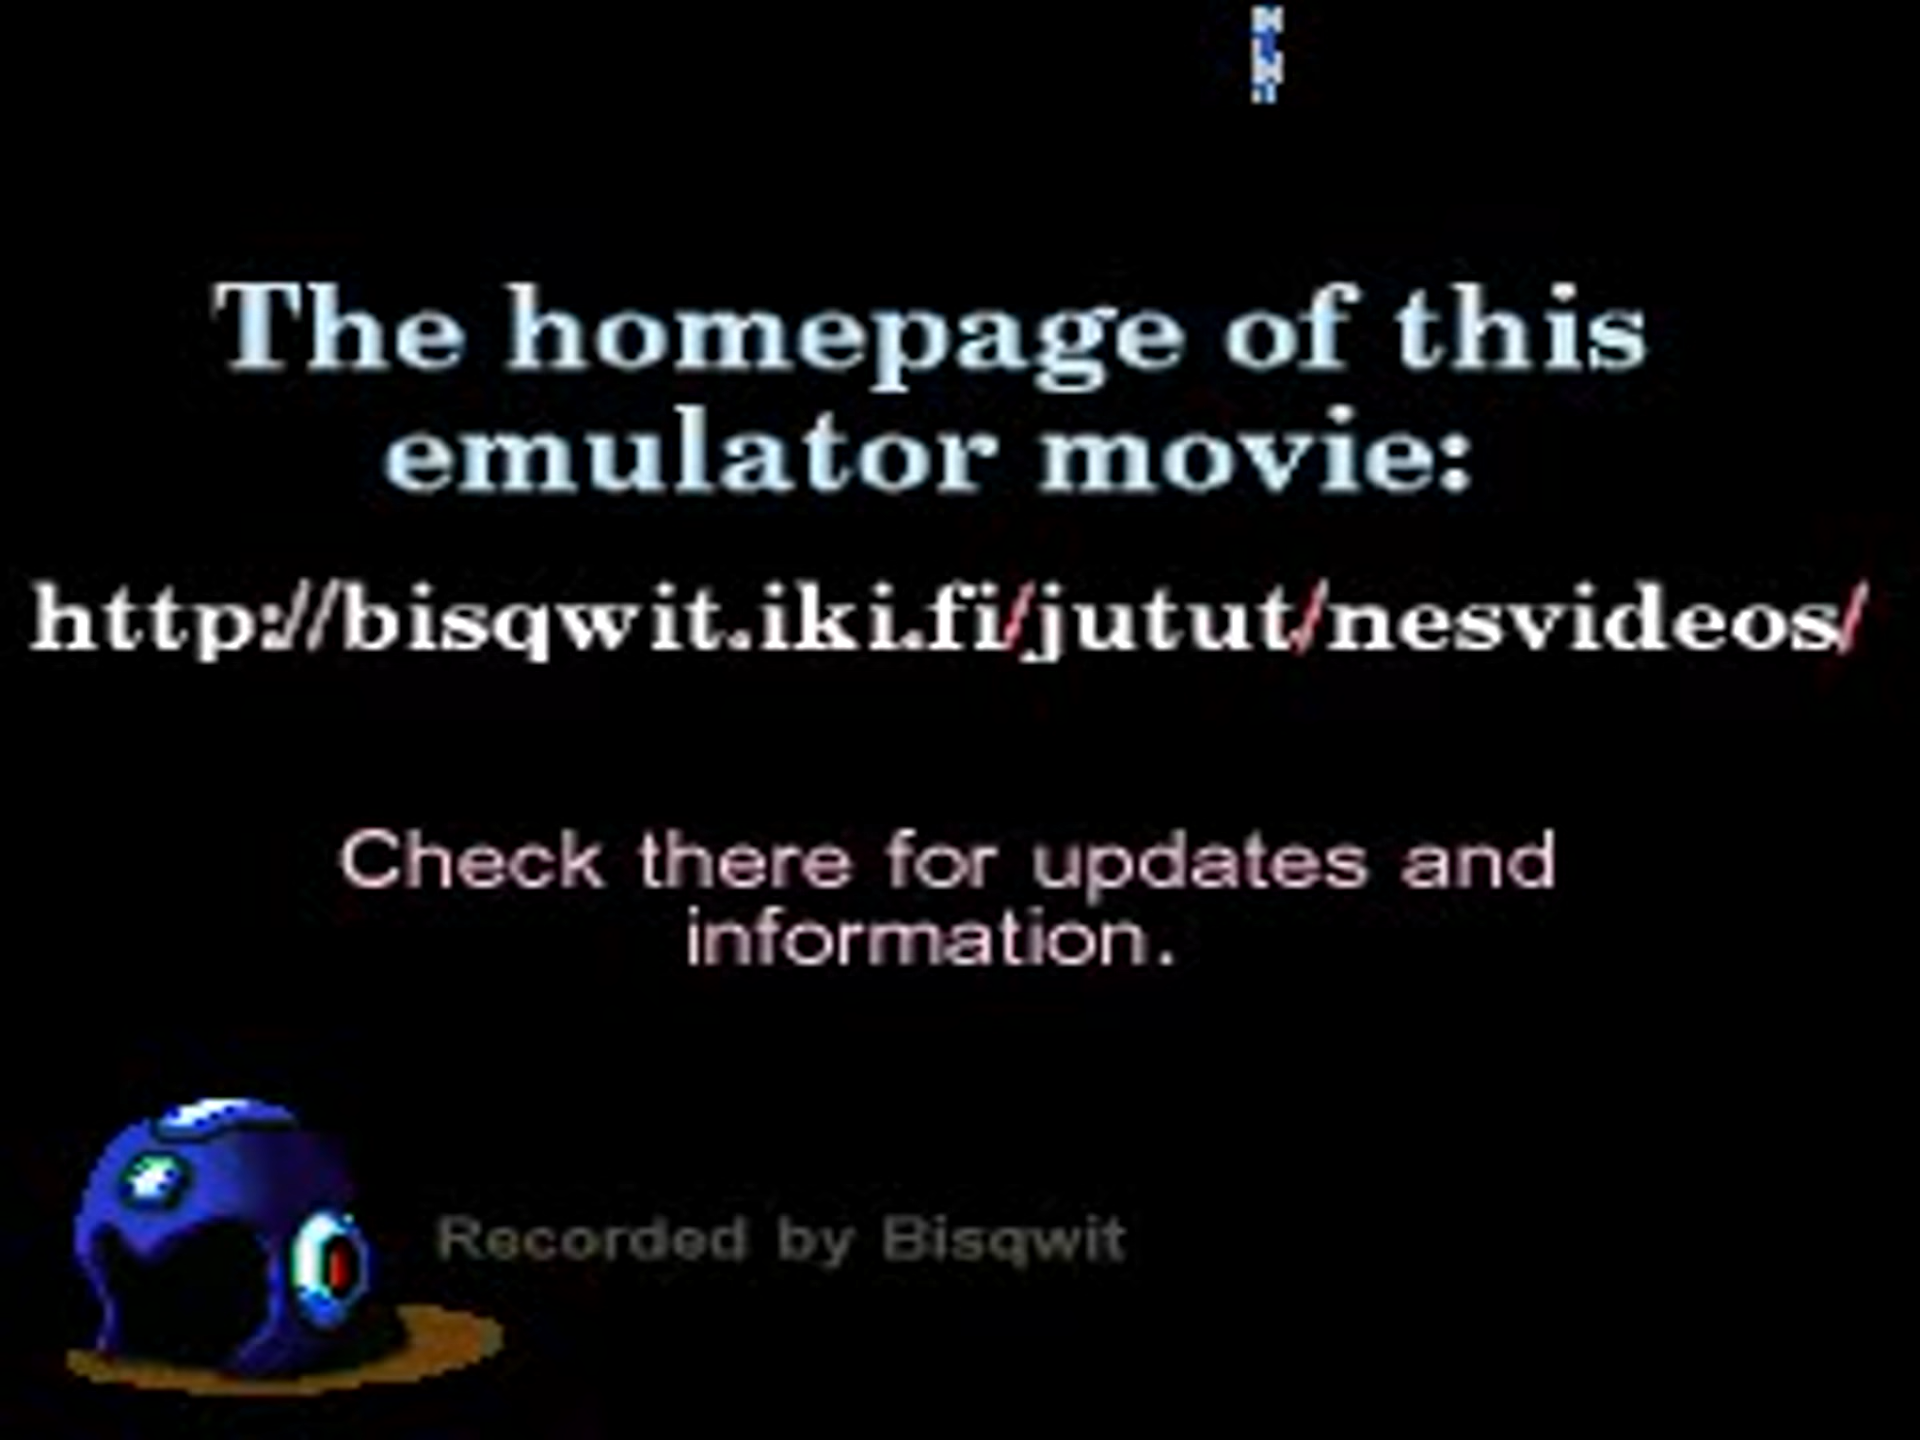 The homepage of this
emulator movie:
http://bisqwit.iki.fi/jutut/nesvideos/
Check there for updates and
information.
Recorded by Bisqwit